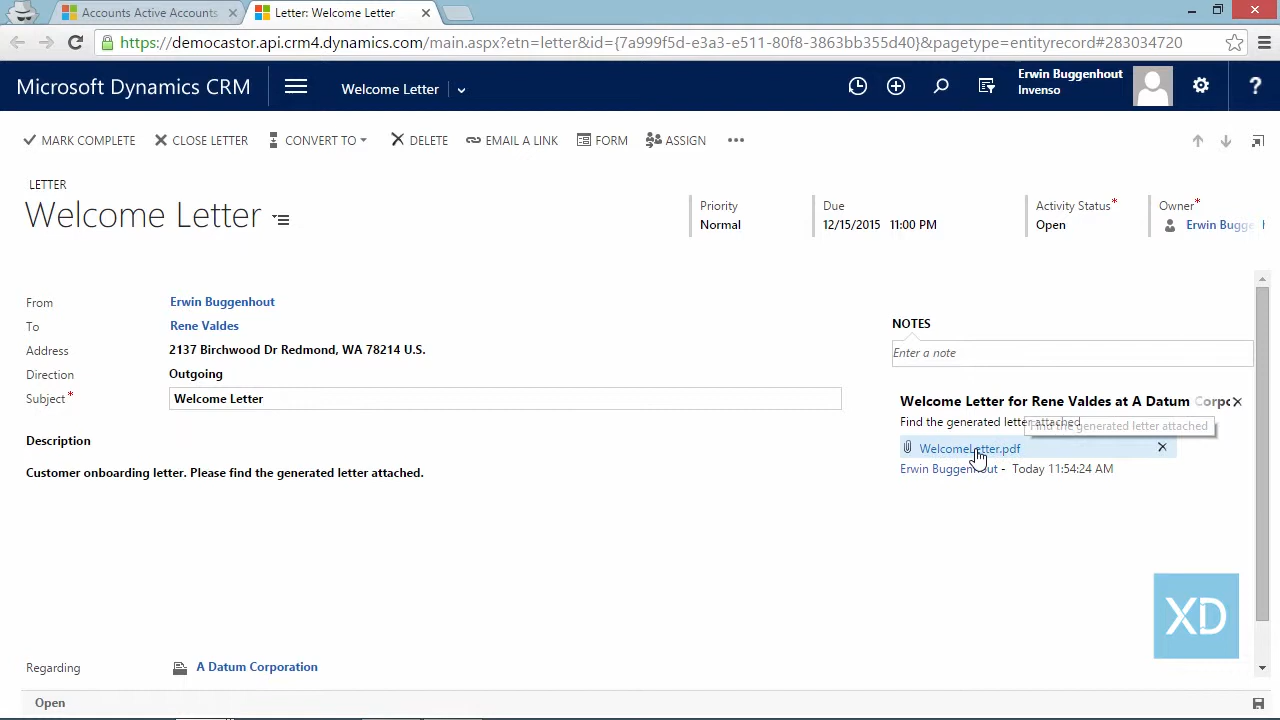 Accounts Active Accounts
Letter: Welcome Letter
https://democastor.api.crm4.dynamics.com/main.aspx?etn=letter&id={7a999f5d-e3a3-e511-80f8-3863bb355d40}&pagetype=entityrecord#283034720
Microsoft Dynamics CRM
Welcome Letter
Erwin Buggenhout
Invenso
?
MARK COMPLETE
CLOSE LETTER
CONVERT TO
DELETE
EMAIL A LINK
FORM
ASSIGN
LETTER
Welcome Letter
Priority
Normal
Due
12/15/2015 11:00 PM
Activity Status*
Open
Owner*
Erwin Bugge
From
Erwin Buggenhout
To
Rene Valdes
Address
2137 Birchwood Dr Redmond, WA 78214 U.S.
Direction
Outgoing
Subject*
Welcome Letter
Description
Customer onboarding letter. Please find the generated letter attached.
NOTES
Enter a note
Welcome Letter for Rene Valdes at A Datum Corpo
Find the generated letter attached
Find the generated letter attached
WelcomeLetter.pdf
Erwin Buggenhout - Today 11:54:24 AM
XD
Regarding
A Datum Corporation
Open